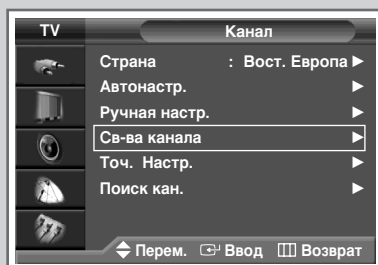 TV
Канал
Страна : Вост. Европа
Автонастр.
Ручная настр.
Св-ва канала
Точ. Настр.
Поиск кан.
Перем. Ввод Возврат